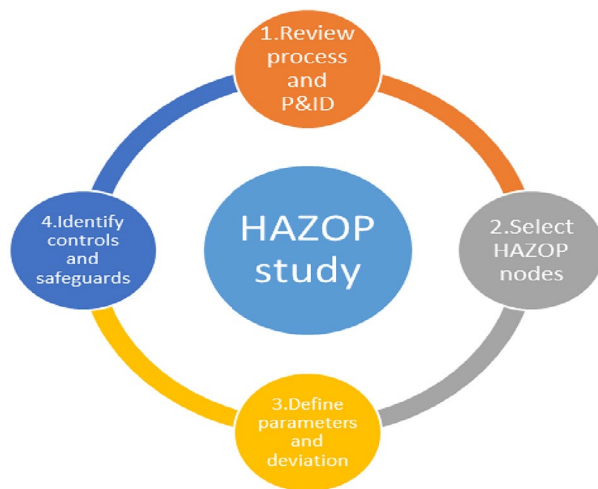 1.Review
process
and
P&ID
HAZOP
study
2.Select
HAZOP
nodes
3.Define
parameters
and
deviation
4.Identify
controls
and
safeguards